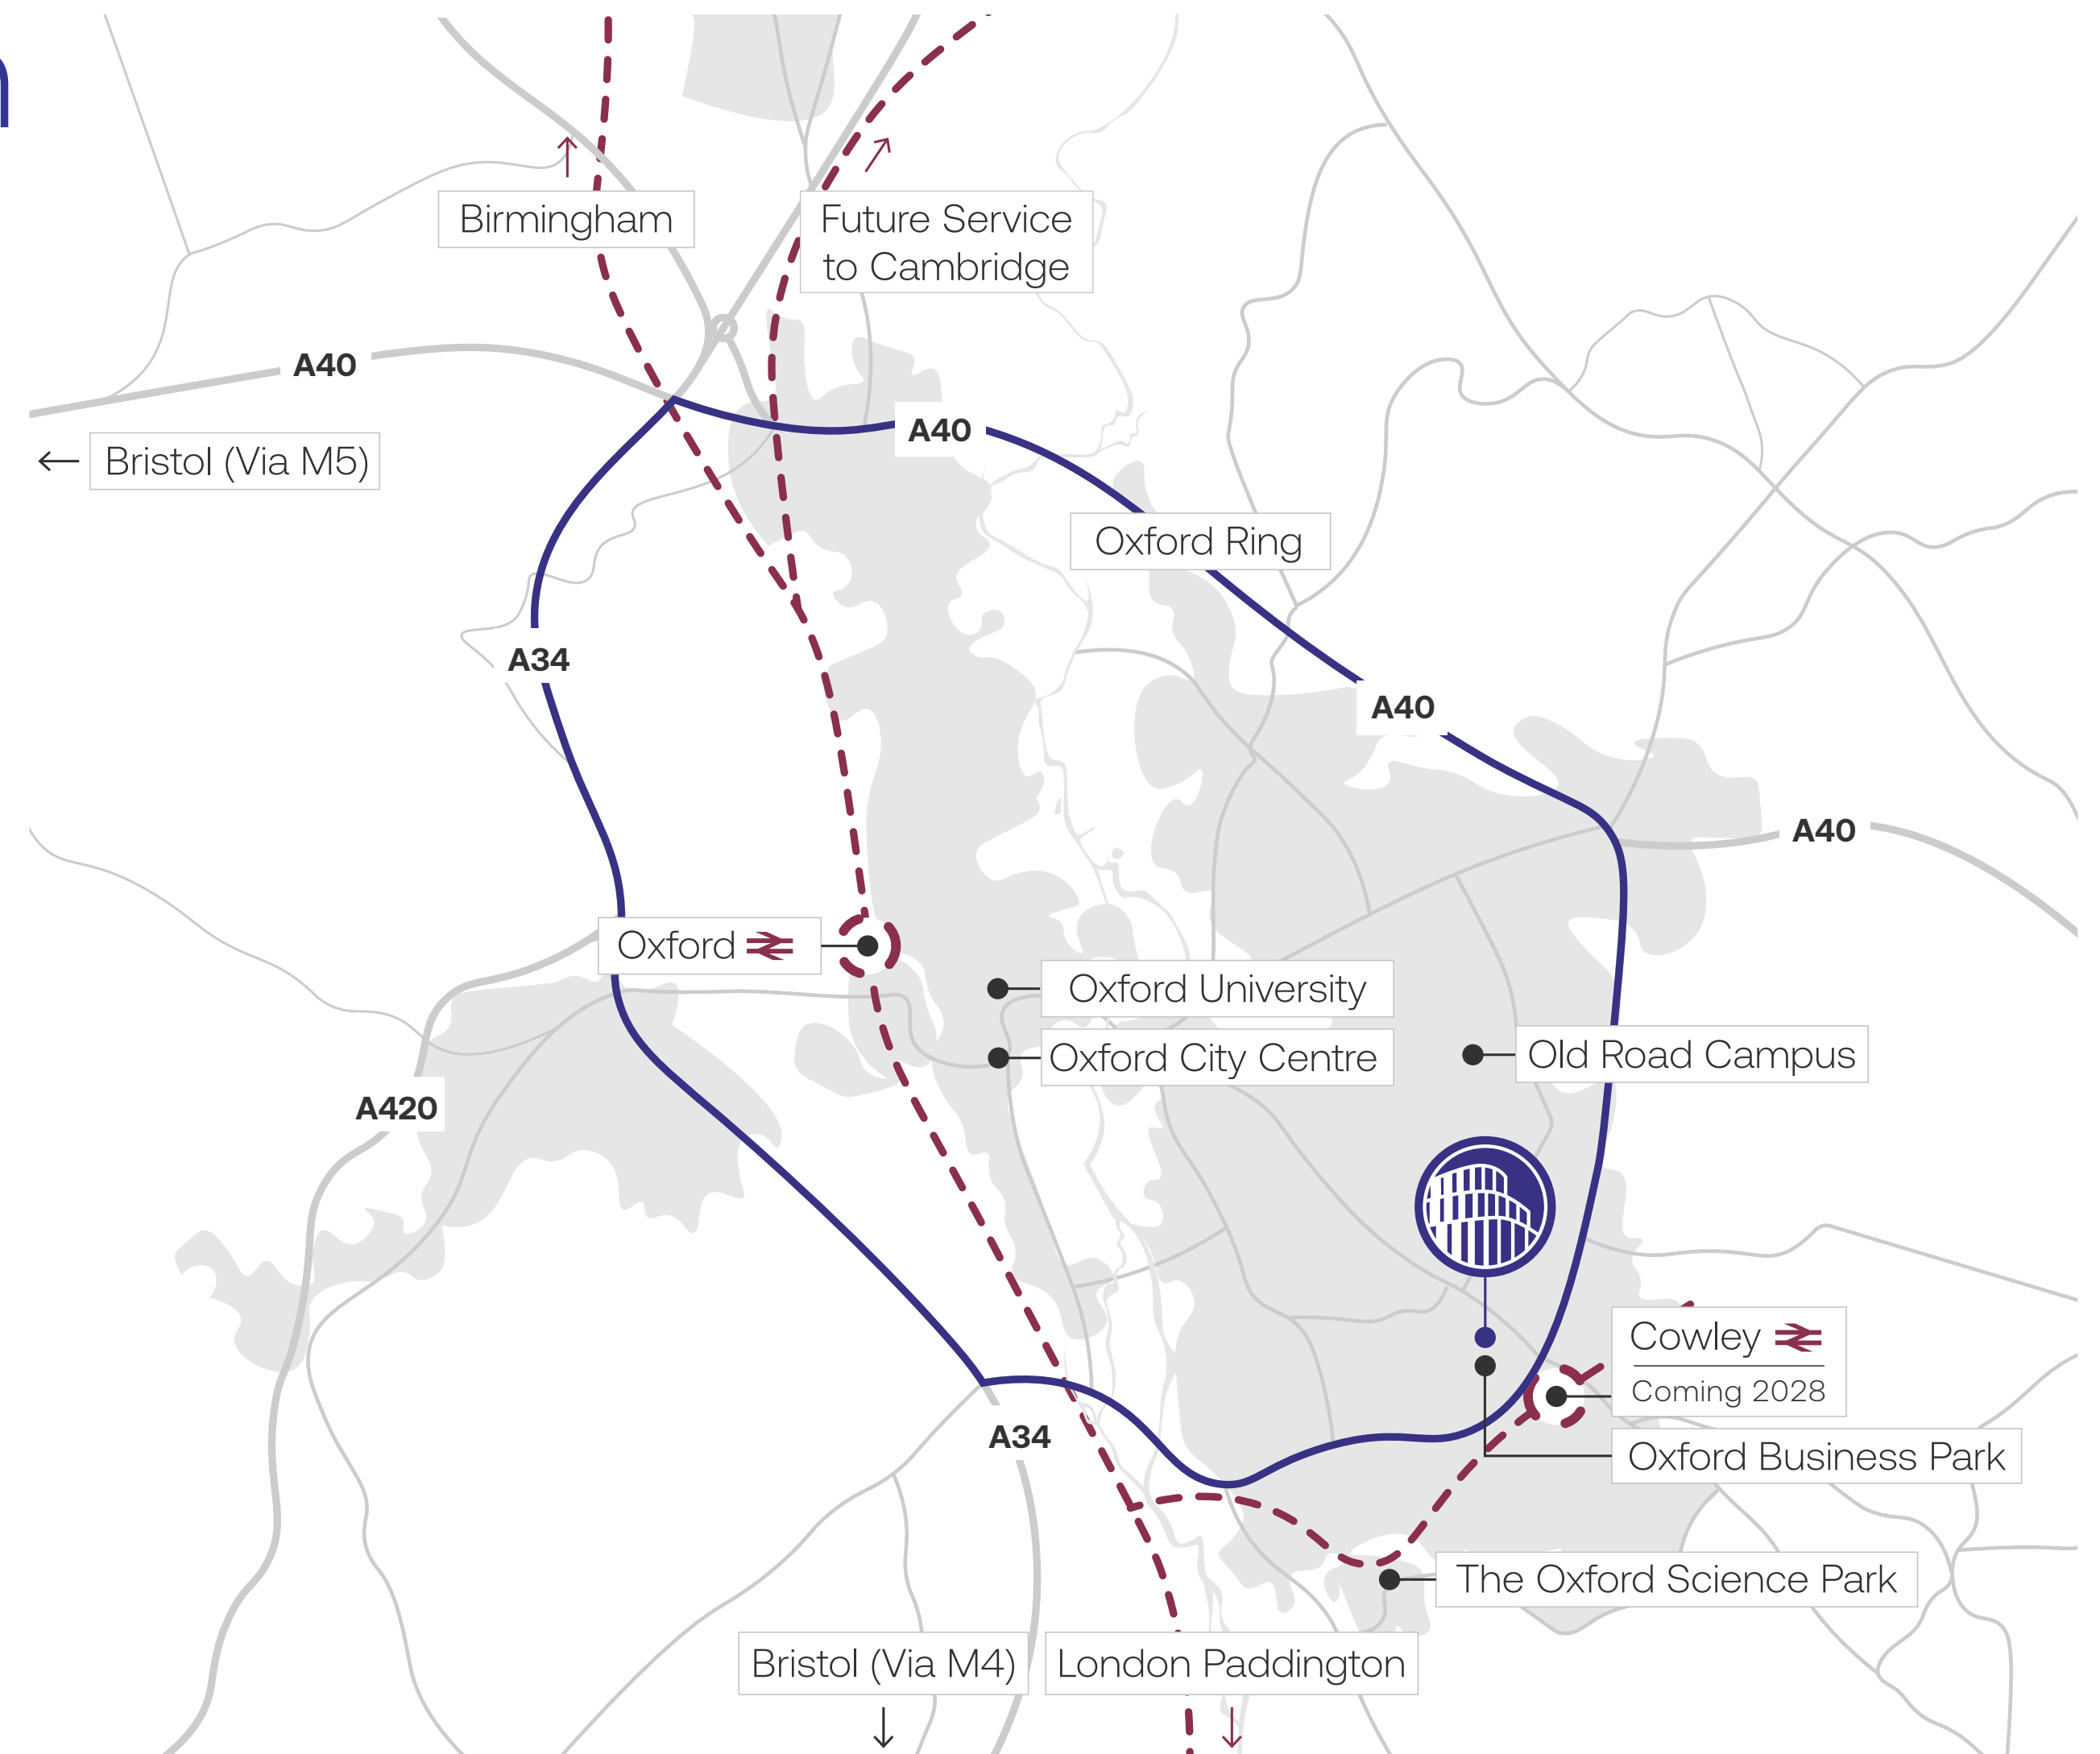 Birmingham
Future Service
to Cambridge
A40
A40
Bristol (Via M5)
Oxford Ring
A34
A40
A40
Oxford
Oxford University
Oxford City Centre
Old Road Campus
A420
Cowley
Coming 2028
A34
Oxford Business Park
The Oxford Science Park
Bristol (Via M4)
London Paddington